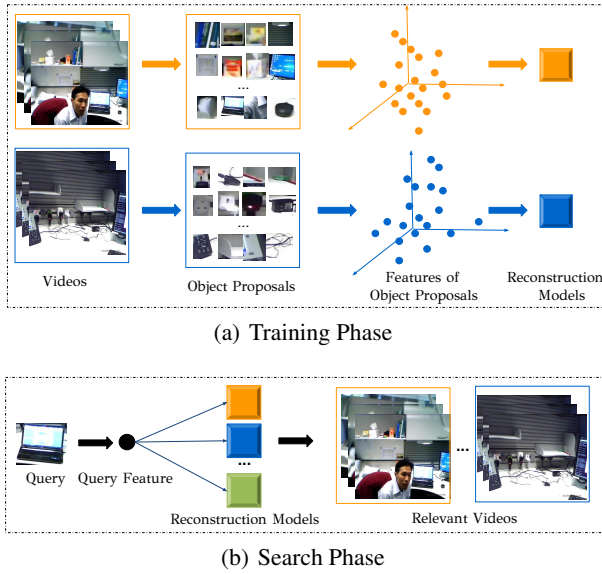 ...
...
Videos
Object Proposals
Features of
Object Proposals
Reconstruction
Models
(a) Training Phase
...
...
Query
Query Feature
Reconstruction Models
Relevant Videos
(b) Search Phase